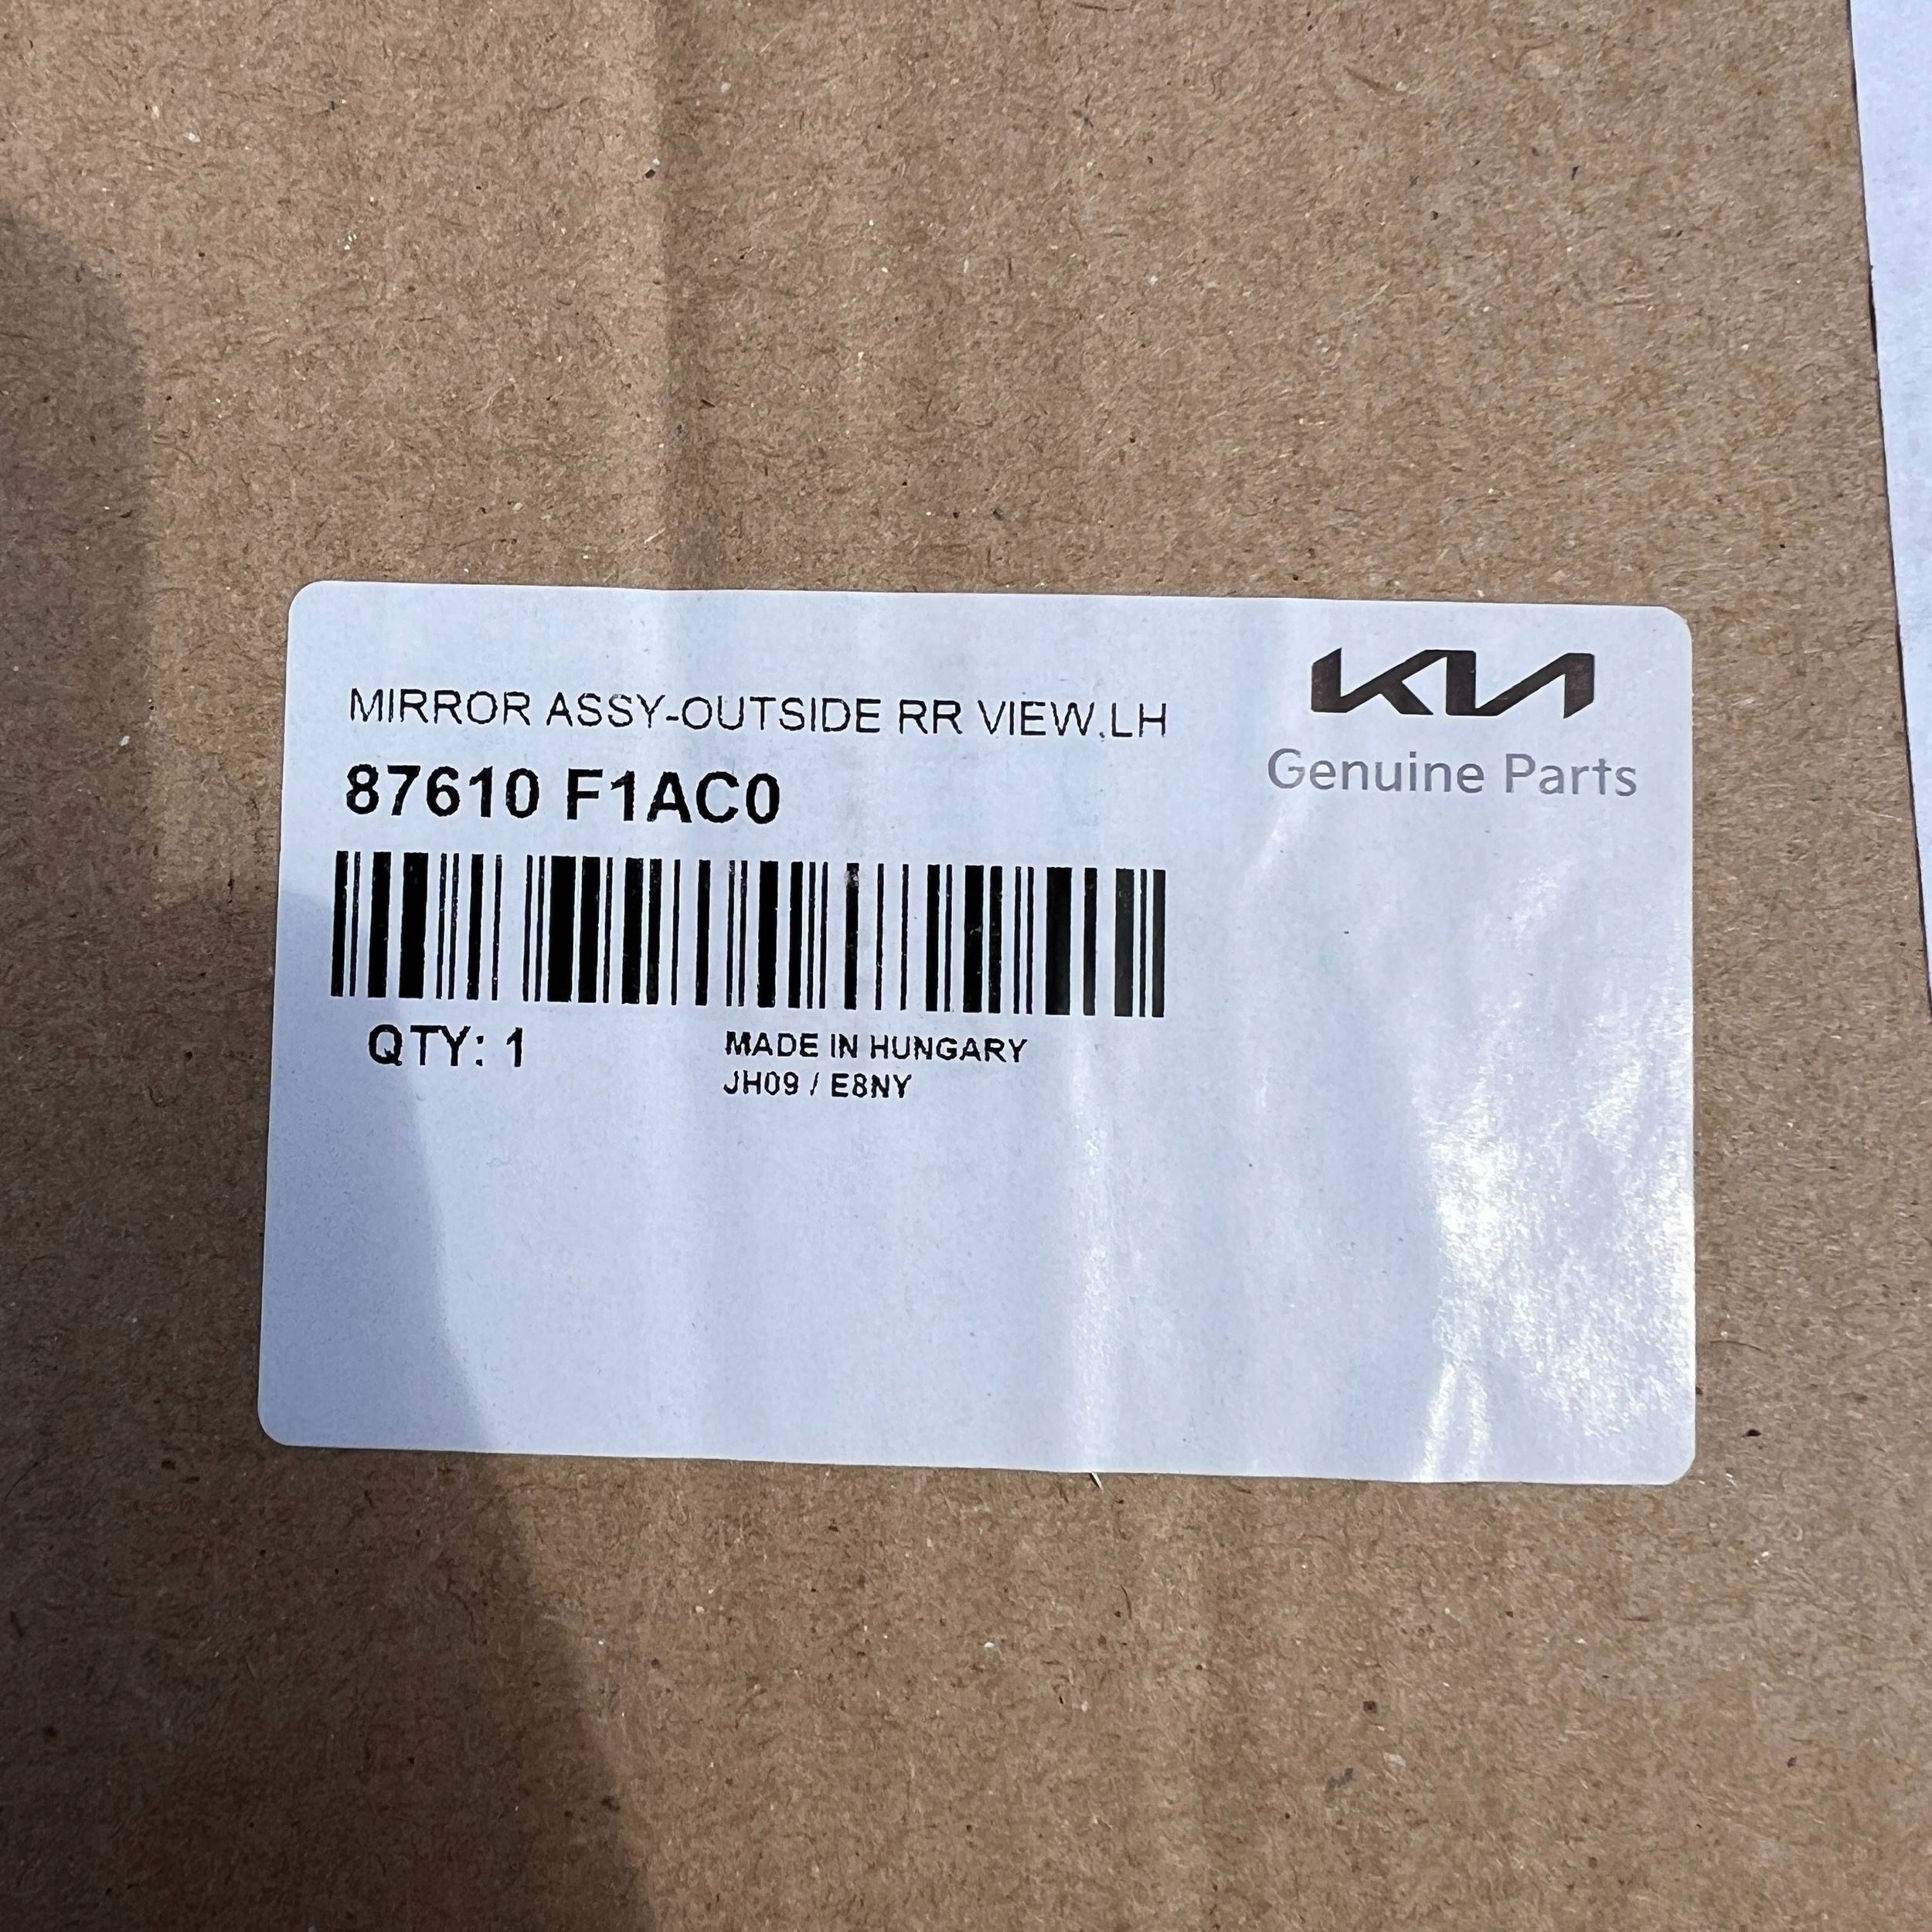 MIRROR ASSY-OUTSIDE RR VIEW,LH
87610 F1AC0
QTY: 1
MADE IN HUNGARY
JH09 / E8NY
KIA
Genuine Parts